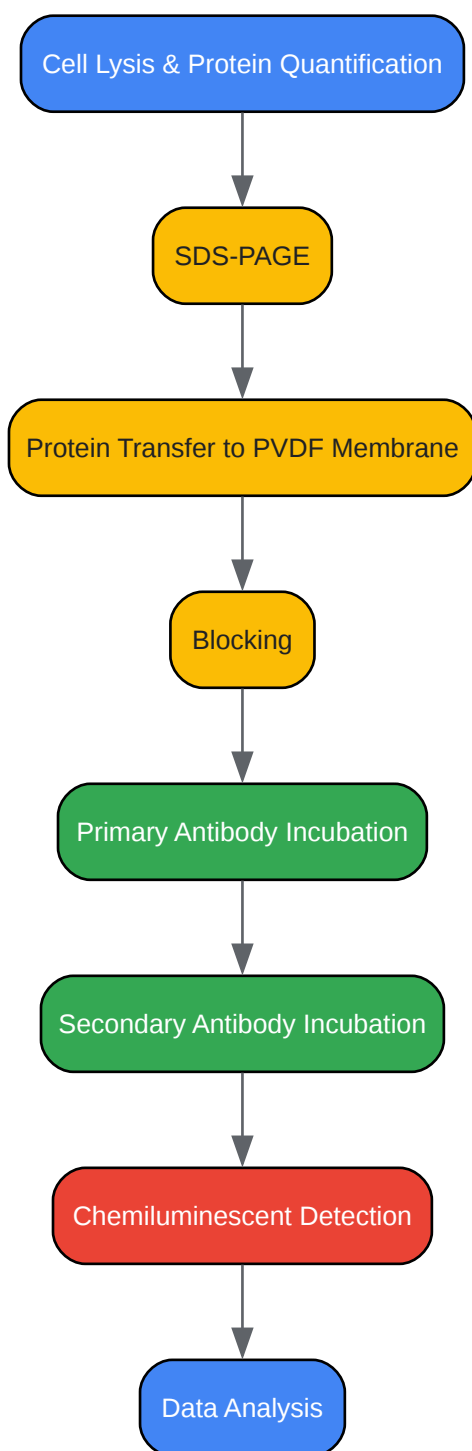 Cell Lysis & Protein Quantification
SDS-PAGE
Protein Transfer to PVDF Membrane
Blocking
Primary Antibody Incubation
Secondary Antibody Incubation
Chemiluminescent Detection
Data Analysis